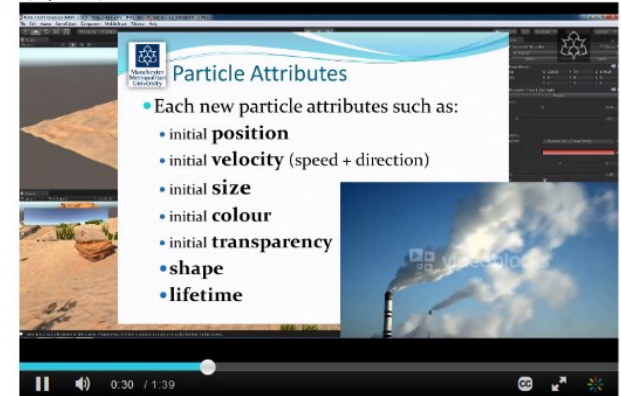 Manchester
Metropolitan
University
Particle Attributes
• Each new particle attributes such as:
• initial position
• initial velocity (speed + direction)
• initial size
• initial colour
• initial transparency
• shape
• lifetime
videoblocks
0:30 / 1:39
CC